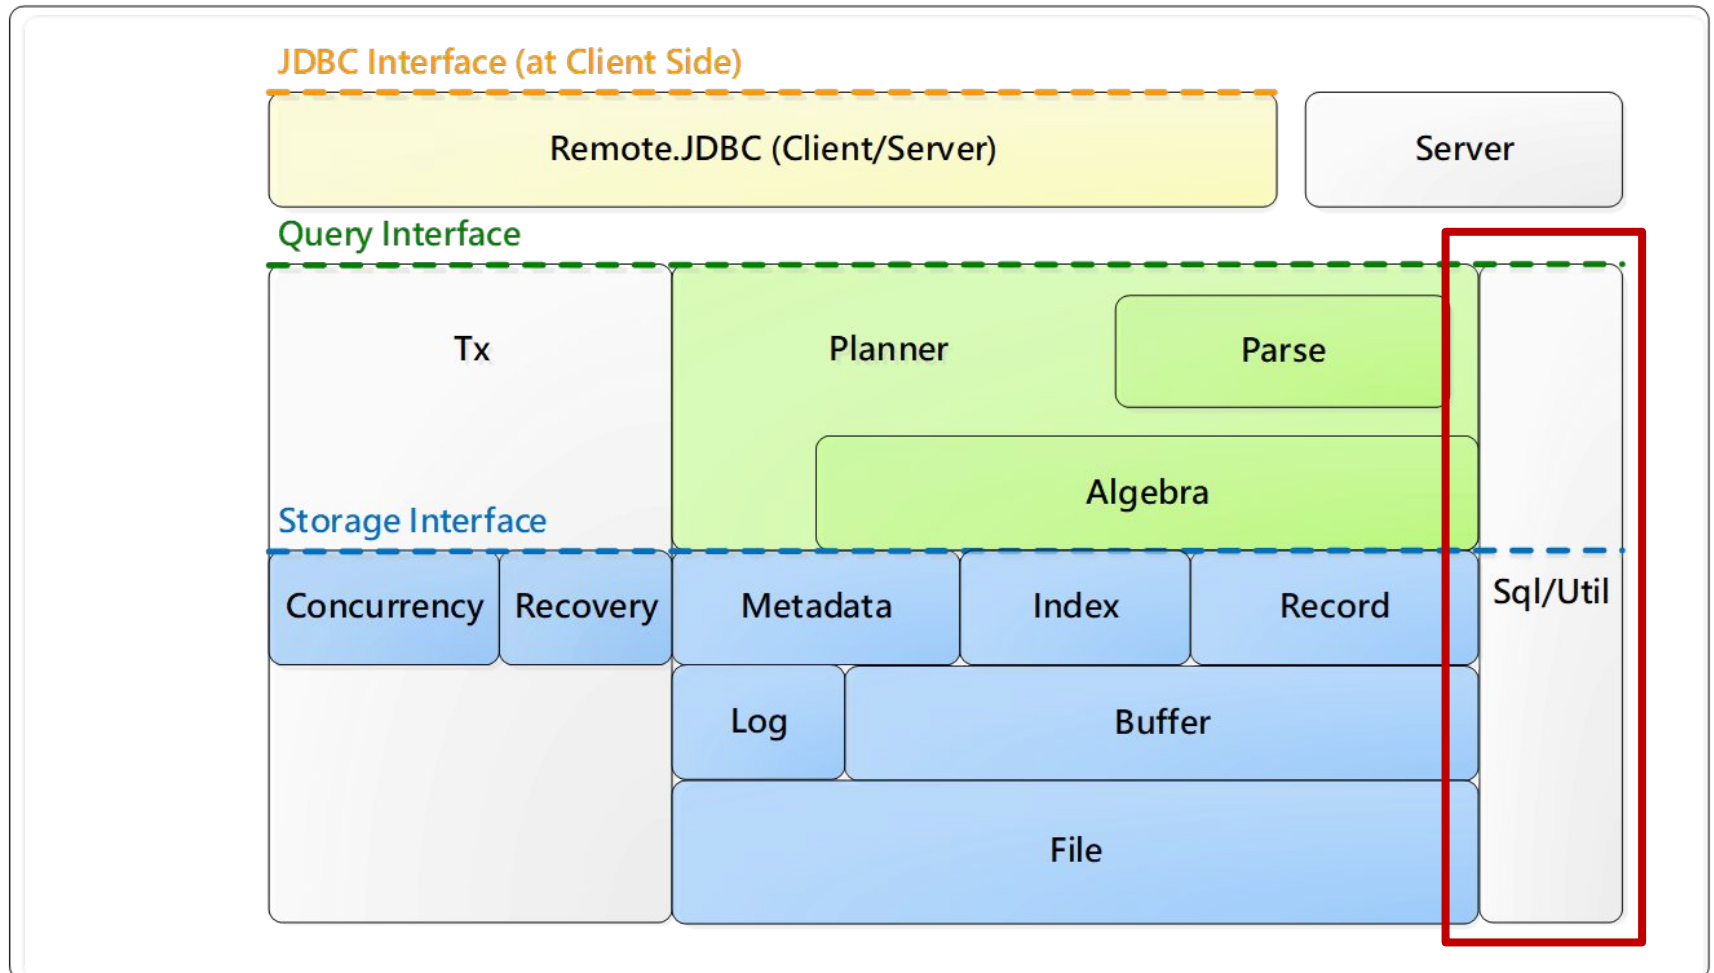 JDBC Interface (at Client Side)
Remote.JDBC (Client/Server)
Server
Query Interface
Tx
Planner
Parse
Algebra
Storage Interface
Concurrency
Recovery
Metadata
Index
Record
Sql/Util
Log
Buffer
File